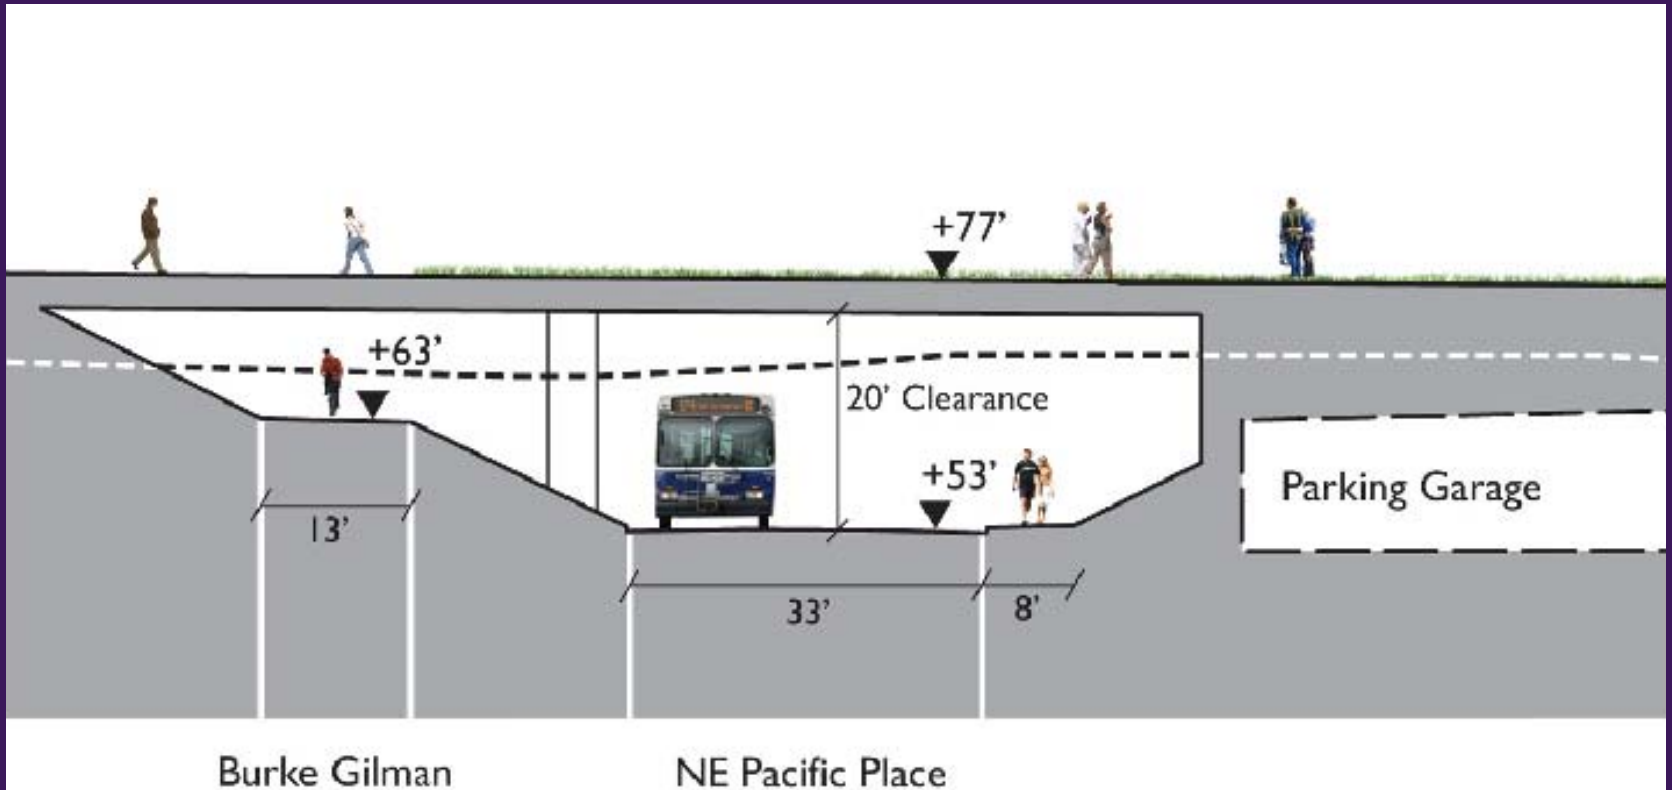 +77’
+63’
20’ Clearance
+53’
Parking Garage
13’
33’
8’
Burke Gilman
NE Pacific Place